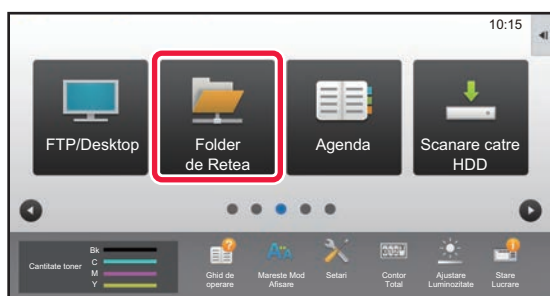 10:15
FTP/Desktop
Folder
de Retea
Agenda
Scanare catre
HDD
Cantitate toner
Bk
C
M
Y
Ghid de
operare
Mareste Mod
Afisare
Setari
Contor
Total
Ajustare
Luminozitate
Stare
Lucrare